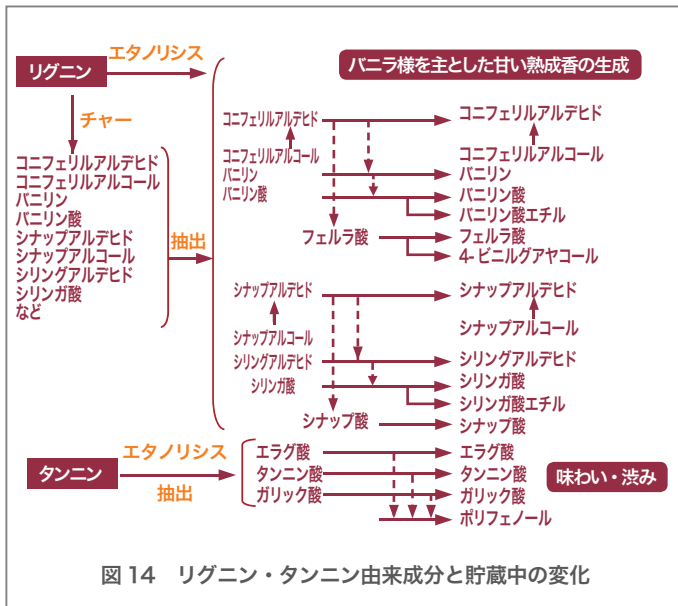 リグニン
エタノリシス
チャー
コニフェリルアルデヒド
コニフェリルアルコール
バニリン
バニリン酸
シナップアルデヒド
シナップアルコール
シリングアルデヒド
シリンガ酸
など
抽出
バニラ様を主とした甘い熟成香の生成
コニフェリルアルデヒド
コニフェリルアルコール
バニリン
バニリン酸
フェルラ酸
コニフェリルアルデヒド
コニフェリルアルコール
バニリン
バニリン酸
バニリン酸エチル
フェルラ酸
4-ビニルグアヤコール
シナップアルデヒド
シナップアルコール
シリングアルデヒド
シリンガ酸
シナップ酸
シナップアルデヒド
シナップアルコール
シリングアルデヒド
シリンガ酸
シリンガ酸エチル
シナップ酸
タンニン
エタノリシス
抽出
エラグ酸
タンニン酸
ガリック酸
エラグ酸
タンニン酸
ガリック酸
ポリフェノール
味わい・渋み
図14 リグニン・タンニン由来成分と貯蔵中の変化